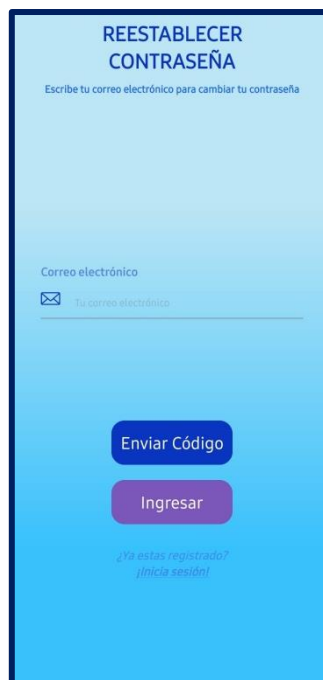 REESTABLECER
CONTRASEÑA
Escribe tu correo electrónico para cambiar tu contraseña
Correo electrónico
Tu correo electrónico
Enviar Código
Ingresar
¿Ya estas registrado?
¡Inicia sesión!